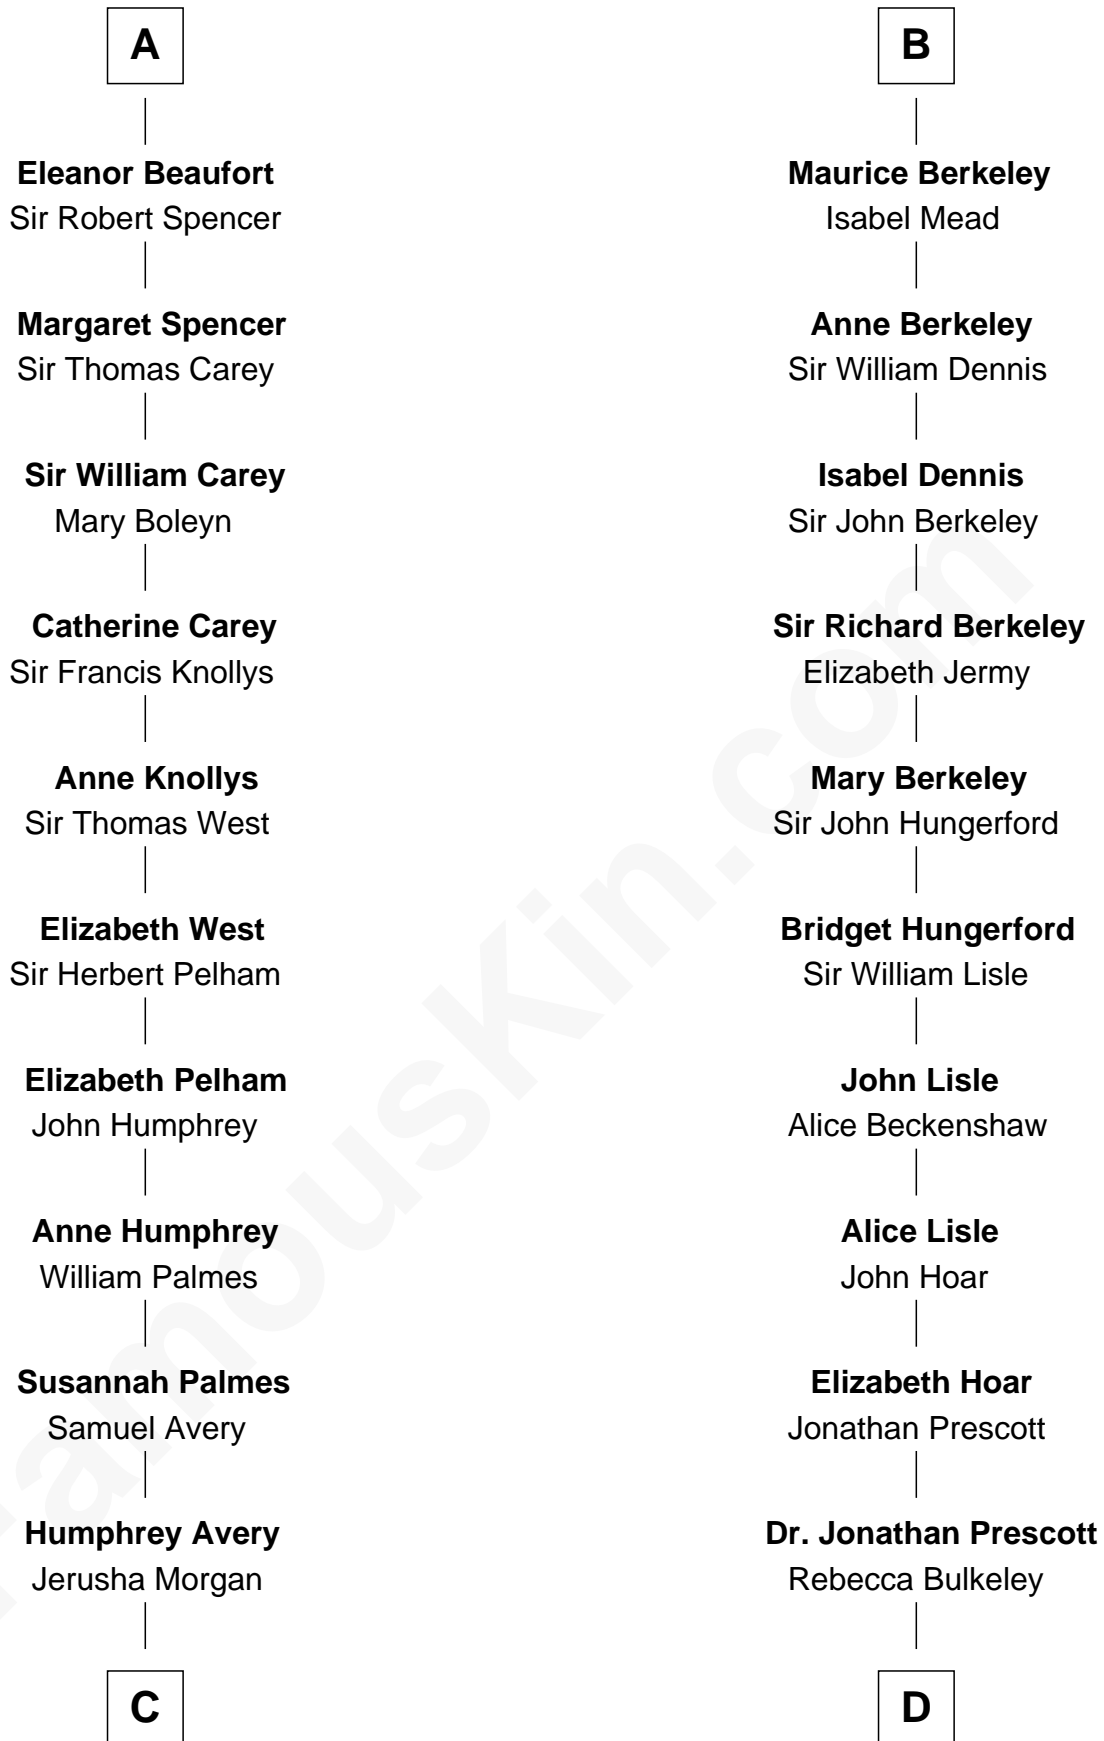 A
Eleanor Beaufort
Sir Robert Spencer
Margaret Spencer
Sir Thomas Carey
Sir William Carey
Mary Boleyn
Catherine Carey
Sir Francis Knollys
Anne Knollys
Sir Thomas West
Elizabeth West
Sir Herbert Pelham
Elizabeth Pelham
John Humphrey
Anne Humphrey
William Palmes
Susannah Palmes
Samuel Avery
Humphrey Avery
Jerusha Morgan
C
B
Maurice Berkeley
Isabel Mead
Anne Berkeley
Sir William Dennis
Isabel Dennis
Sir John Berkeley
Sir Richard Berkeley
Elizabeth Jermy
Mary Berkeley
Sir John Hungerford
Bridget Hungerford
Sir William Lisle
John Lisle
Alice Beckenshaw
Alice Lisle
John Hoar
Elizabeth Hoar
Jonathan Prescott
Dr. Jonathan Prescott
Rebecca Bulkeley
D
FamousKin.com